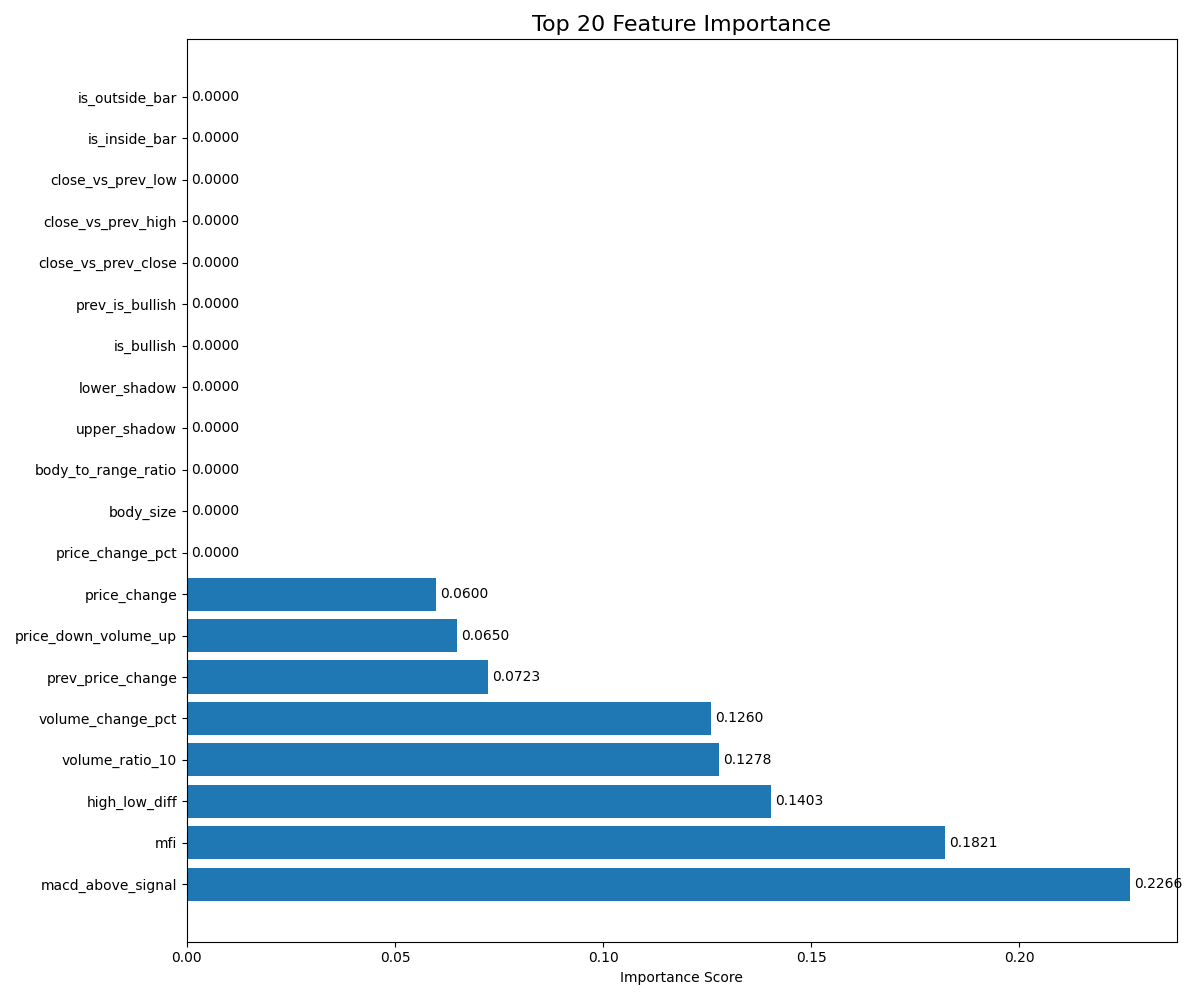 Top 20 Feature Importance
is_outside_bar 0.0000
is_inside_bar 0.0000
close_vs_prev_low 0.0000
close_vs_prev_high 0.0000
close_vs_prev_close 0.0000
prev_is_bullish 0.0000
is_bullish 0.0000
lower_shadow 0.0000
upper_shadow 0.0000
body_to_range_ratio 0.0000
body_size 0.0000
price_change_pct 0.0000
price_change 0.0600
price_down_volume_up 0.0650
prev_price_change 0.0723
volume_change_pct 0.1260
volume_ratio_10 0.1278
high_low_diff 0.1403
mfi 0.1821
macd_above_signal 0.2266
0.00 0.05 0.10 0.15 0.20
Importance Score